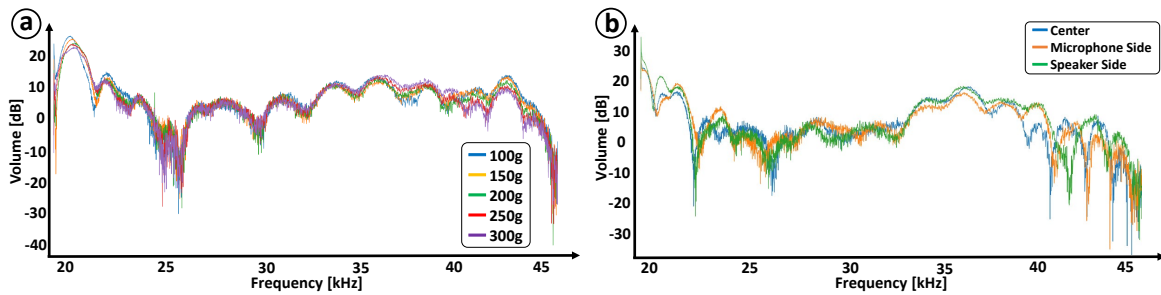 a
Volume [dB]
20
10
0
-10
-20
-30
-40
100g
150g
200g
250g
300g
20 25 30 35 40 45
Frequency [kHz]
b
Volume [dB]
30
20
10
0
-10
-20
-30
Center
Microphone Side
Speaker Side
20 25 30 35 40 45
Frequency [kHz]